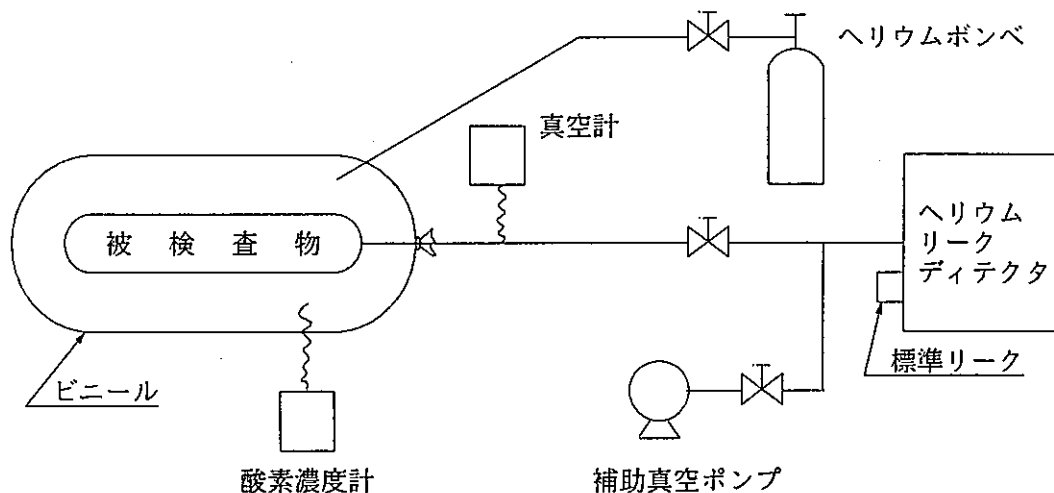 ヘリウムボンベ
真空計
被検査物
ヘリウム
リーク
ディテクタ
標準リーク
ビニール
酸素濃度計
補助真空ポンプ